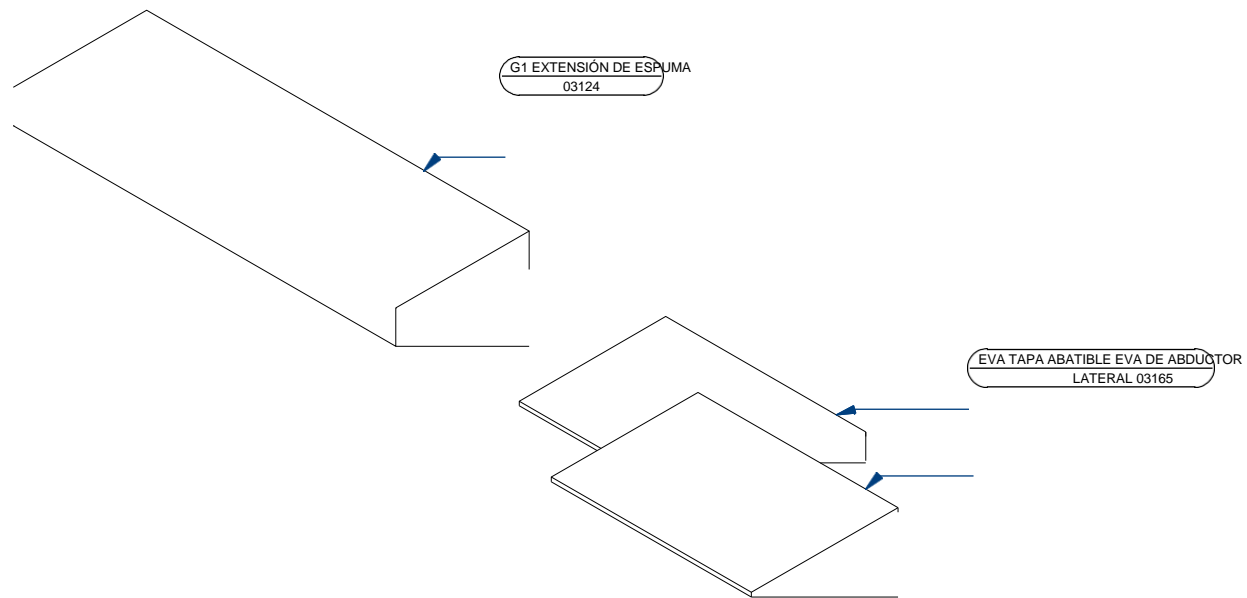 G1 EXTENSIÓN DE ESPUMA
03124
EVA TAPA ABATIBLE EVA DE ABDUCTOR
LATERAL 03165